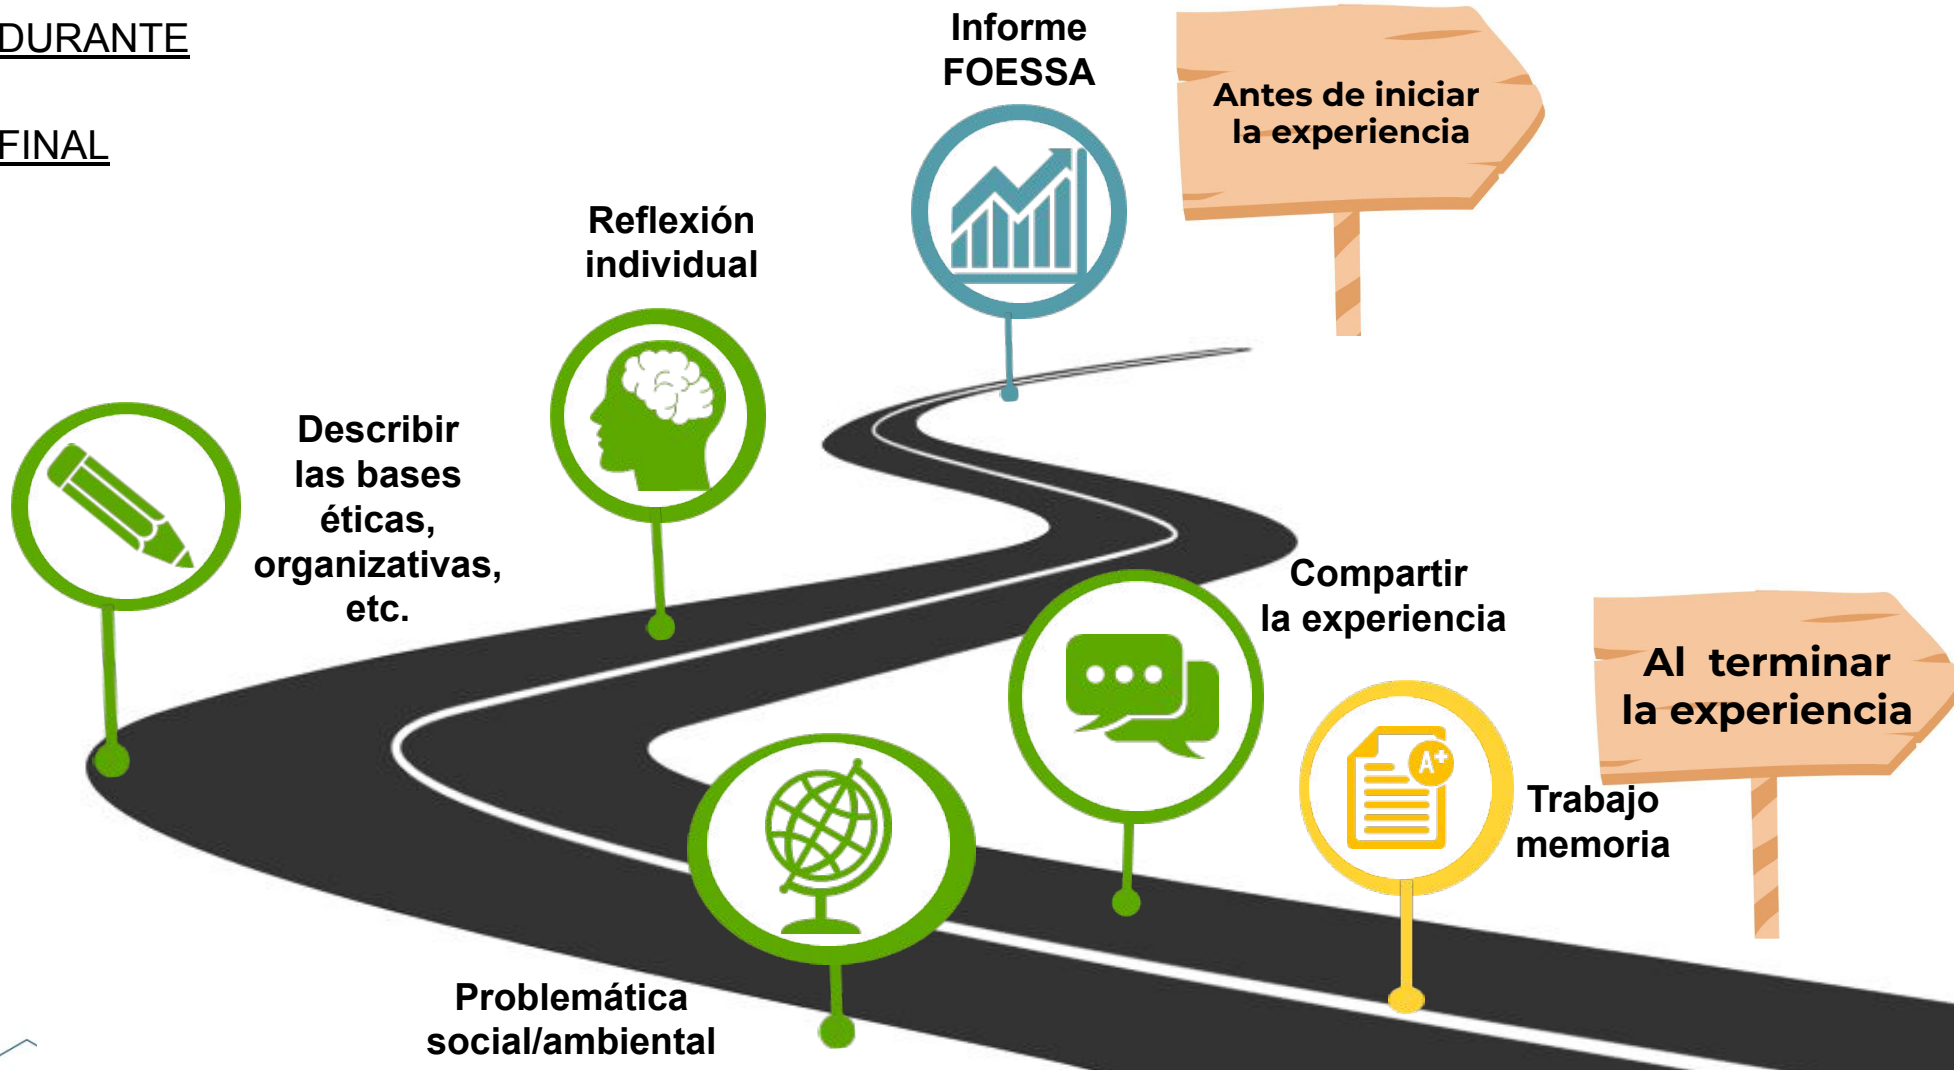 DURANTE
FINAL
Informe
FOESSA
Antes de iniciar
la experiencia
Reflexión
individual
Describir
las bases
éticas,
organizativas,
etc.
Compartir
la experiencia
Al terminar
la experiencia
A+
Trabajo
memoria
Problemática
social/ambiental